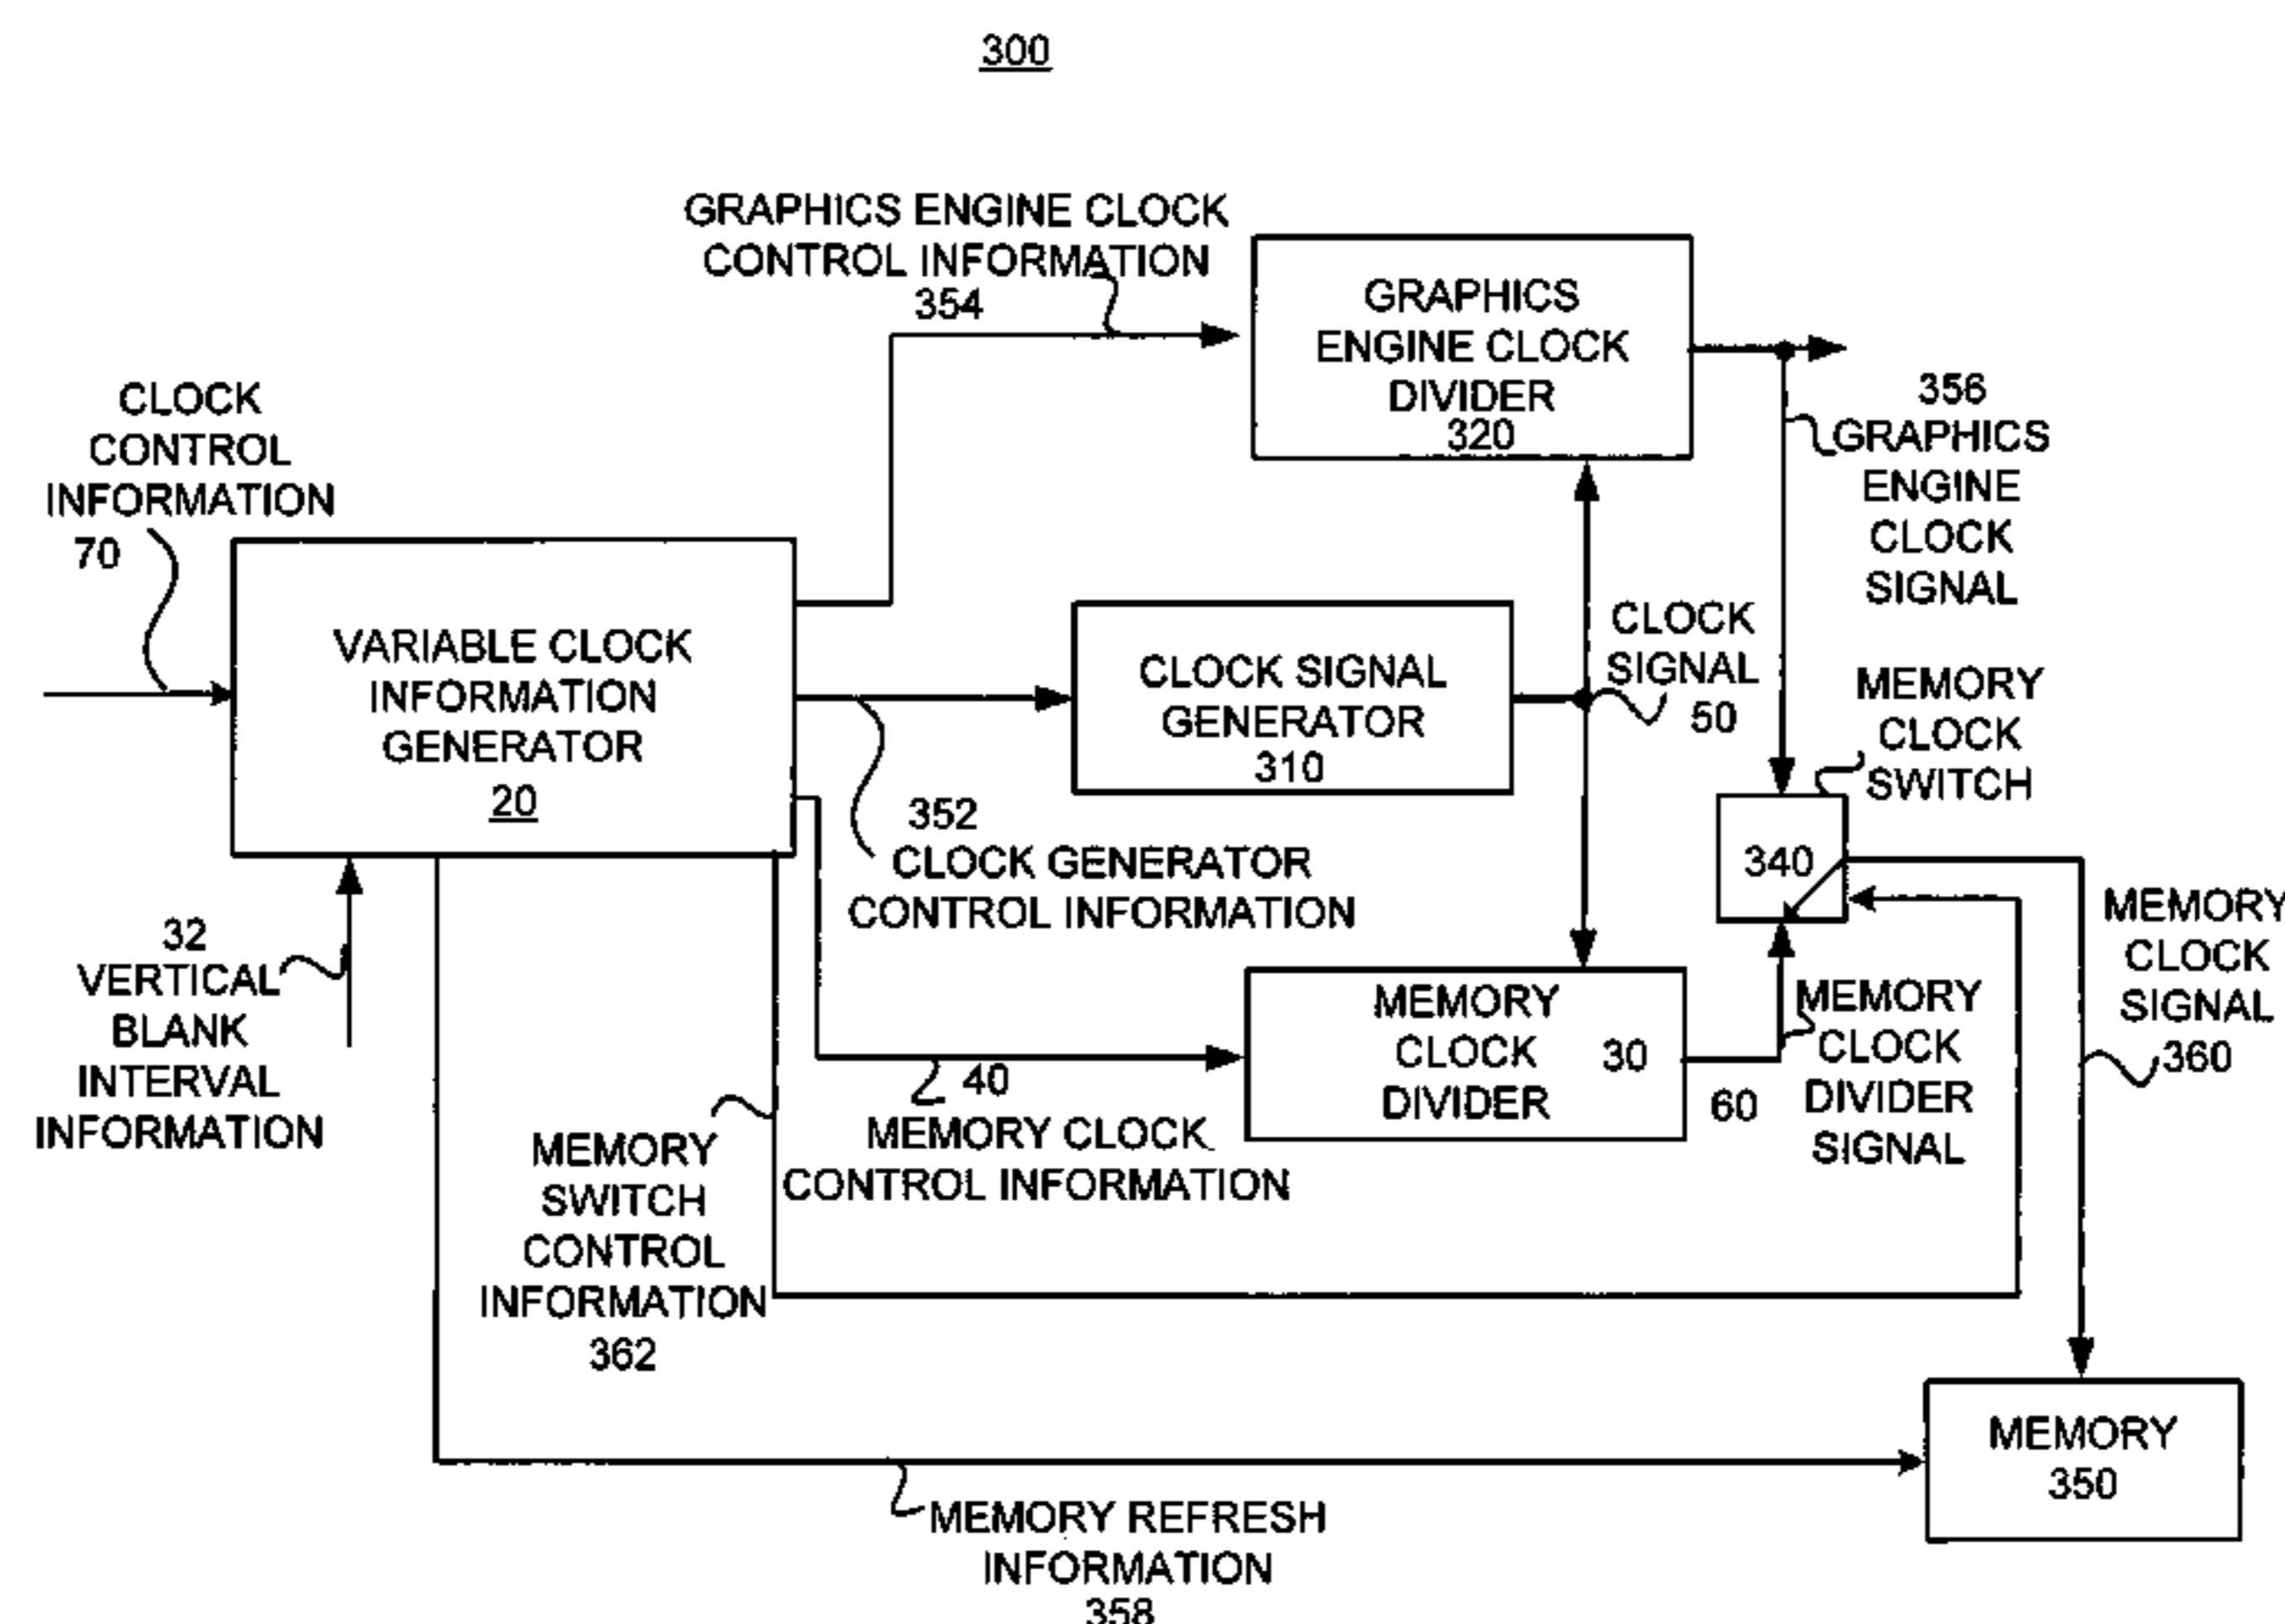 300
GRAPHICS ENGINE CLOCK
CONTROL INFORMATION
354
GRAPHICS
ENGINE CLOCK
DIVIDER
320
356
GRAPHICS
ENGINE
CLOCK
SIGNAL
CLOCK
CONTROL
INFORMATION
70
VARIABLE CLOCK
INFORMATION
GENERATOR
20
CLOCK SIGNAL
GENERATOR
310
CLOCK
SIGNAL
50
MEMORY
CLOCK
SWITCH
340
352
CLOCK GENERATOR
CONTROL INFORMATION
32
VERTICAL
BLANK
INTERVAL
INFORMATION
MEMORY
CLOCK
DIVIDER
30
60
MEMORY
CLOCK
DIVIDER
SIGNAL
MEMORY
CLOCK
SIGNAL
360
40
MEMORY CLOCK
CONTROL INFORMATION
MEMORY
SWITCH
CONTROL
INFORMATION
362
MEMORY
350
MEMORY REFRESH
INFORMATION
358